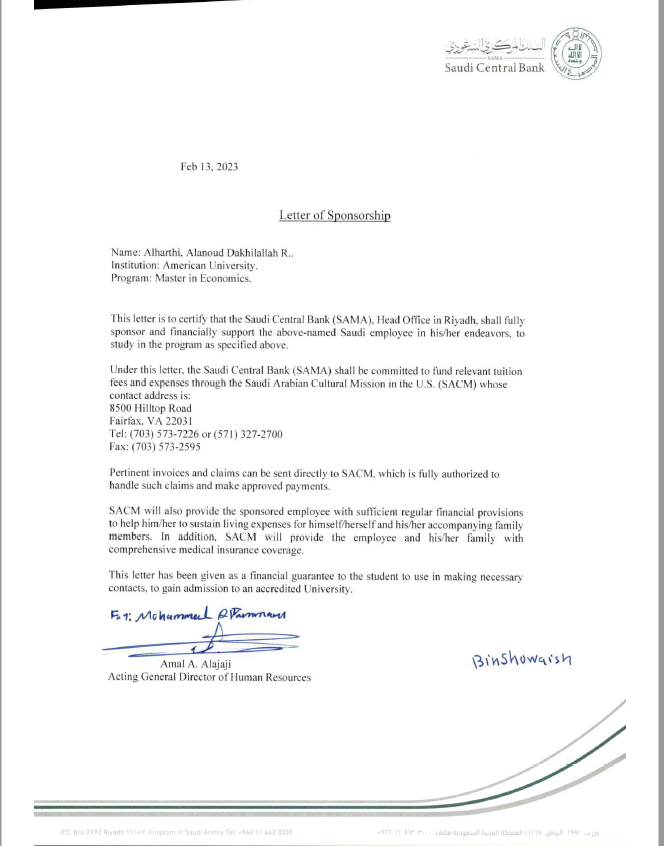 البنك المركزي السعودي
SAMA
Saudi Central Bank
Feb 13, 2023
Letter of Sponsorship
Name: Alharthi, Alanoud Dakhilallah R..
Institution: American University.
Program: Master in Economics.
This letter is to certify that the Saudi Central Bank (SAMA), Head Office in Riyadh, shall fully
sponsor and financially support the above-named Saudi employee in his/her endeavors, to
study in the program as specified above.
Under this letter, the Saudi Central Bank (SAMA) shall be committed to fund relevant tuition
fees and expenses through the Saudi Arabian Cultural Mission in the U.S. (SACM) whose
contact address is:
8500 Hilltop Road
Fairfax, VA 22031
Tel: (703) 573-7226 or (571) 327-2700
Fax: (703) 573-2595
Pertinent invoices and claims can be sent directly to SACM, which is fully authorized to
handle such claims and make approved payments.
SACM will also provide the sponsored employee with sufficient regular financial provisions
to help him/her to sustain living expenses for himself/herself and his/her accompanying family
members. In addition, SACM will provide the employee and his/her family with
comprehensive medical insurance coverage.
This letter has been given as a financial guarantee to the student to use in making necessary
contacts, to gain admission to an accredited University.
Mohammed
Amal A. Alajaji
Acting General Director of Human Resources
BinShowaish
P.O. Box 2992 Riyadh 11169, Kingdom of Saudi Arabia Tel: +966 11 463 3000
ص.ب ٢٩٩٢ الرياض ١١١٦٩ المملكة العربية السعودية هاتف: ٣٠٠٠ ٤٦٣ ١١ ٩٦٦+